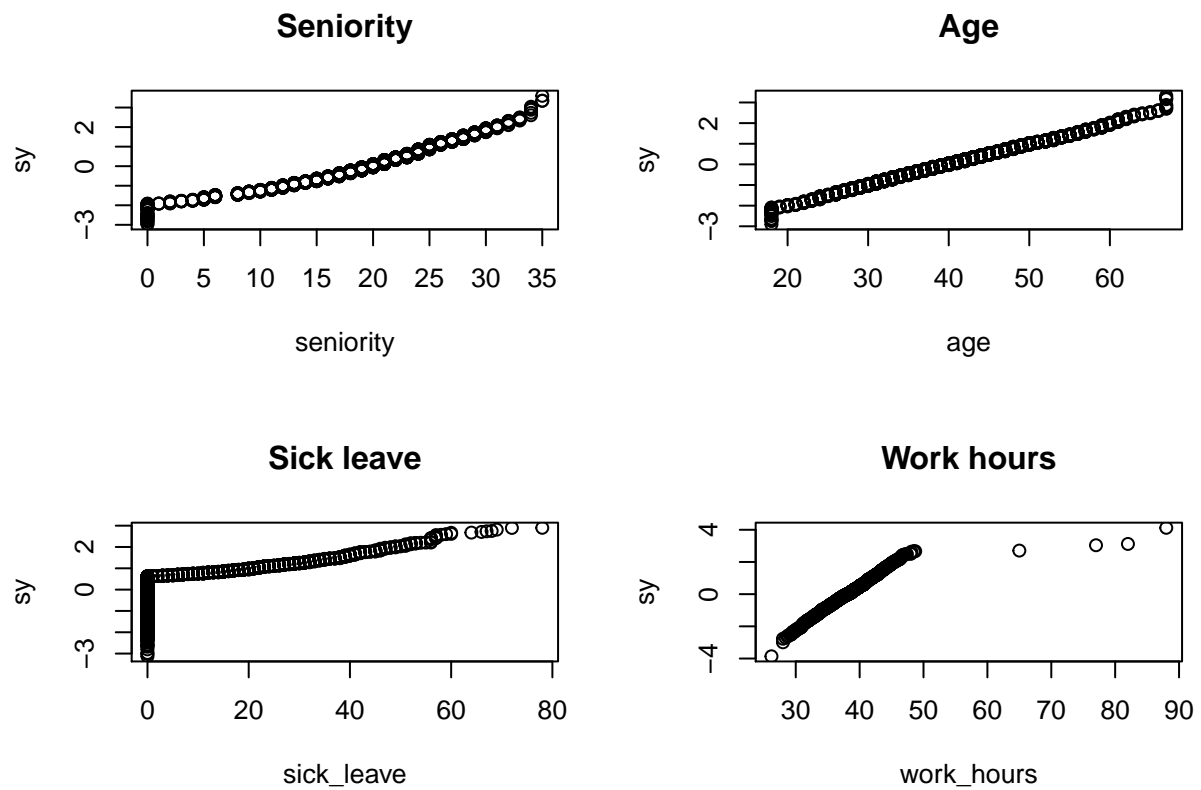 Seniority
sy
2
0
−3
0 5 10 15 20 25 30 35
seniority
Age
sy
2
0
−3
20 30 40 50 60
age
Sick leave
sy
2
0
−3
0 20 40 60 80
sick_leave
Work hours
sy
4
0
−4
30 40 50 60 70 80 90
work_hours